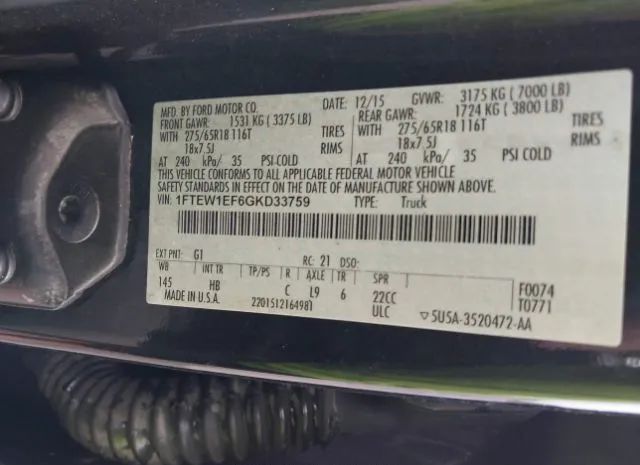 MFD. BY FORD MOTOR CO.
DATE: 12/15 GVWR: 3175 KG ( 7000 LB)
FRONT GAWR: 1531 KG ( 3375 LB) REAR GAWR: 1724 KG ( 3800 LB)
WITH 275/65R18 116T TIRES WITH 275/65R18 116T TIRES
18x7.5J RIMS 18x7.5J RIMS
AT 240 kPa/ 35 PSI COLD AT 240 kPa/ 35 PSI COLD
THIS VEHICLE CONFORMS TO ALL APPLICABLE FEDERAL MOTOR VEHICLE
SAFETY STANDARDS IN EFFECT ON THE DATE OF MANUFACTURE SHOWN ABOVE.
VIN: 1FTEW1EF6GKD33759 TYPE: Truck
EXT PNT: G1 RC: 21 DSO:
WB INT TR TP/PS R AXLE TR SPR
145 HB C L9 6 22CC
F0074
T0771
MADE IN U.S.A. 2201512164981 ULC ▽5U5A-3520472-AA